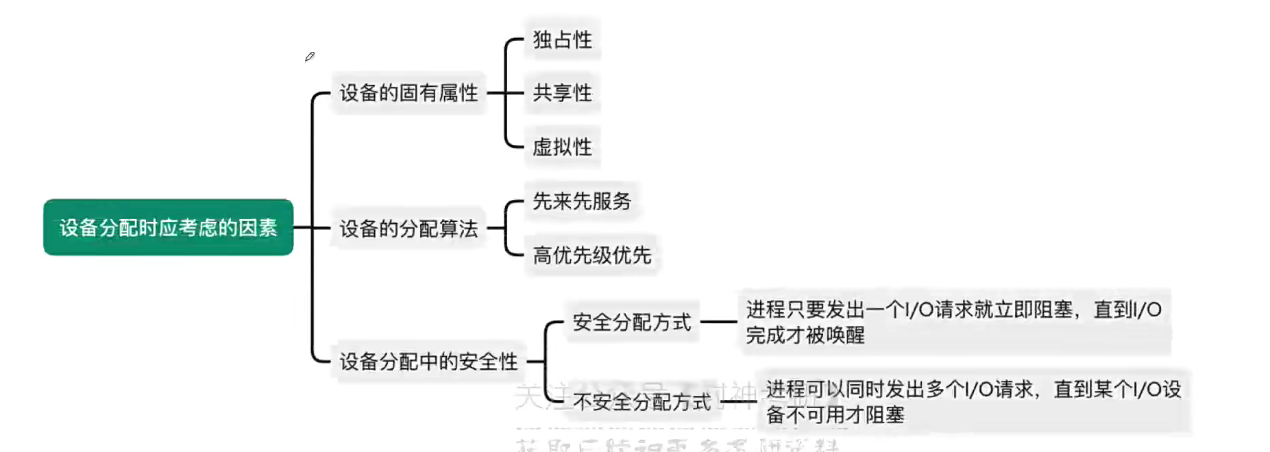 独占性
设备的固有属性
共享性
虚拟性
设备分配时应考虑的因素
先来先服务
设备的分配算法
高优先级优先
安全分配方式
进程只要发出一个I/O请求就立即阻塞，直到I/O
完成才被唤醒
设备分配中的安全性
不安全分配方式
进程可以同时发出多个I/O请求，直到某个I/O设
备不可用才阻塞
关注